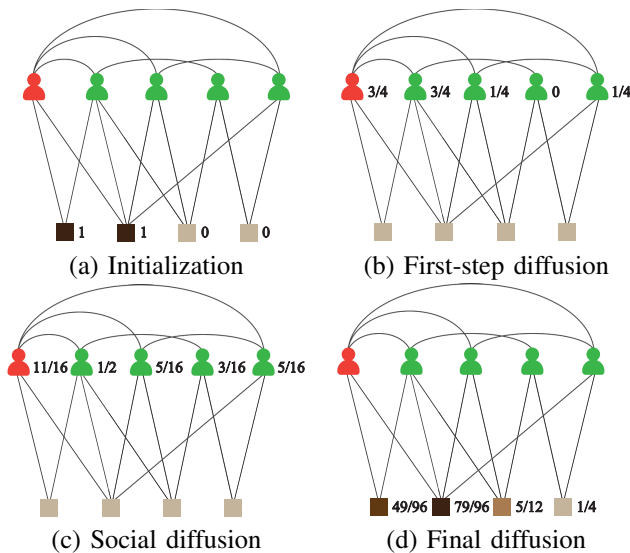 3/4 3/4 1/4 0 1/4
1 1 0 0
(a) Initialization
(b) First-step diffusion
11/16 1/2 5/16 3/16 5/16
49/96 79/96 5/12 1/4
(c) Social diffusion
(d) Final diffusion